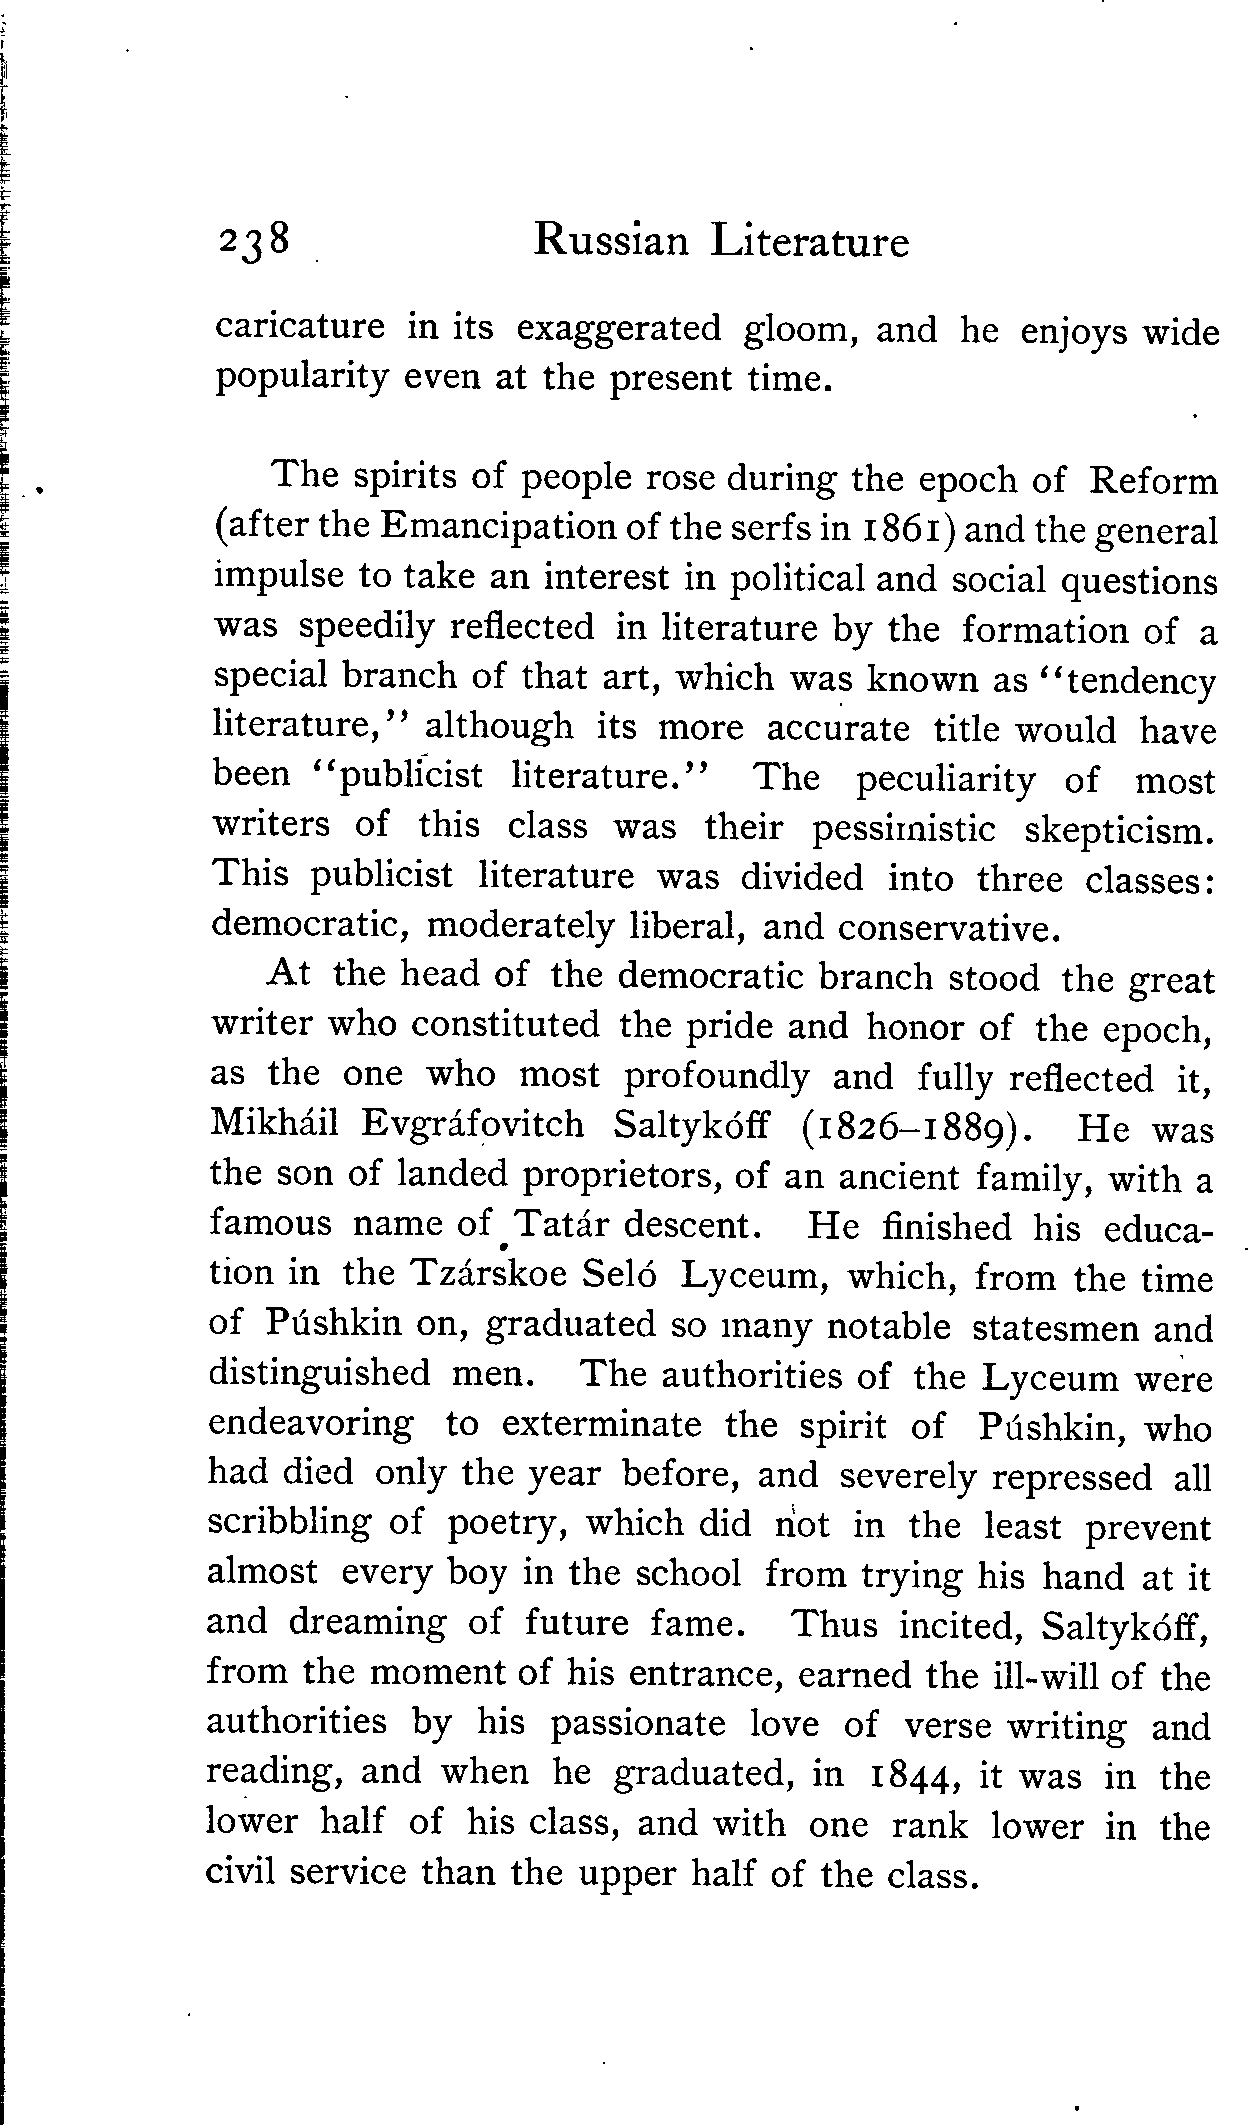 238 Russian Literature
caricature in its exaggerated gloom, and he enjoys wide
popularity even at the present time.
The spirits of people rose during the epoch of Reform
(after the Emancipation of the serfs in 1861) and the general
impulse to take an interest in political and social questions
was speedily reflected in literature by the formation of a
special branch of that art, which was known as “tendency
literature,” although its more accurate title would have
been “publicist literature.” The peculiarity of most
writers of this class was their pessimistic skepticism.
This publicist literature was divided into three classes:
democratic, moderately liberal, and conservative.
At the head of the democratic branch stood the great
writer who constituted the pride and honor of the epoch,
as the one who most profoundly and fully reflected it,
Mikháil Evgráfovitch Saltykóff (1826–1889). He was
the son of landed proprietors, of an ancient family, with a
famous name of Tatár descent. He finished his educa-
tion in the Tzárskoe Seló Lyceum, which, from the time
of Púshkin on, graduated so many notable statesmen and
distinguished men. The authorities of the Lyceum were
endeavoring to exterminate the spirit of Púshkin, who
had died only the year before, and severely repressed all
scribbling of poetry, which did not in the least prevent
almost every boy in the school from trying his hand at it
and dreaming of future fame. Thus incited, Saltykóff,
from the moment of his entrance, earned the ill-will of the
authorities by his passionate love of verse writing and
reading, and when he graduated, in 1844, it was in the
lower half of his class, and with one rank lower in the
civil service than the upper half of the class.